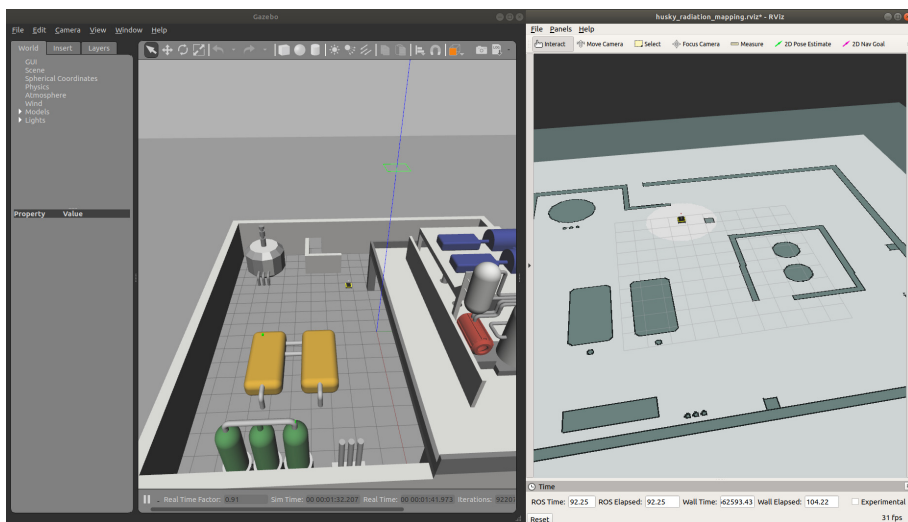 Gazebo
File Edit Camera View Window Help
World Insert Layers
GUI
Scene
Spherical Coordinates
Physics
Atmosphere
Wind
Models
Lights
Property Value
Real Time Factor: 0.91 Sim Time: 00 00:01:32.207 Real Time: 00 00:01:41.973 Iterations: 92207
husky_radiation_mapping.rviz* - RViz
File Panels Help
Interact Move Camera Select Focus Camera Measure 2D Pose Estimate 2D Nav Goal
Time
ROS Time: 92.25 ROS Elapsed: 92.25 Wall Time: 62593.43 Wall Elapsed: 104.22 Experimental
Reset 31 fps